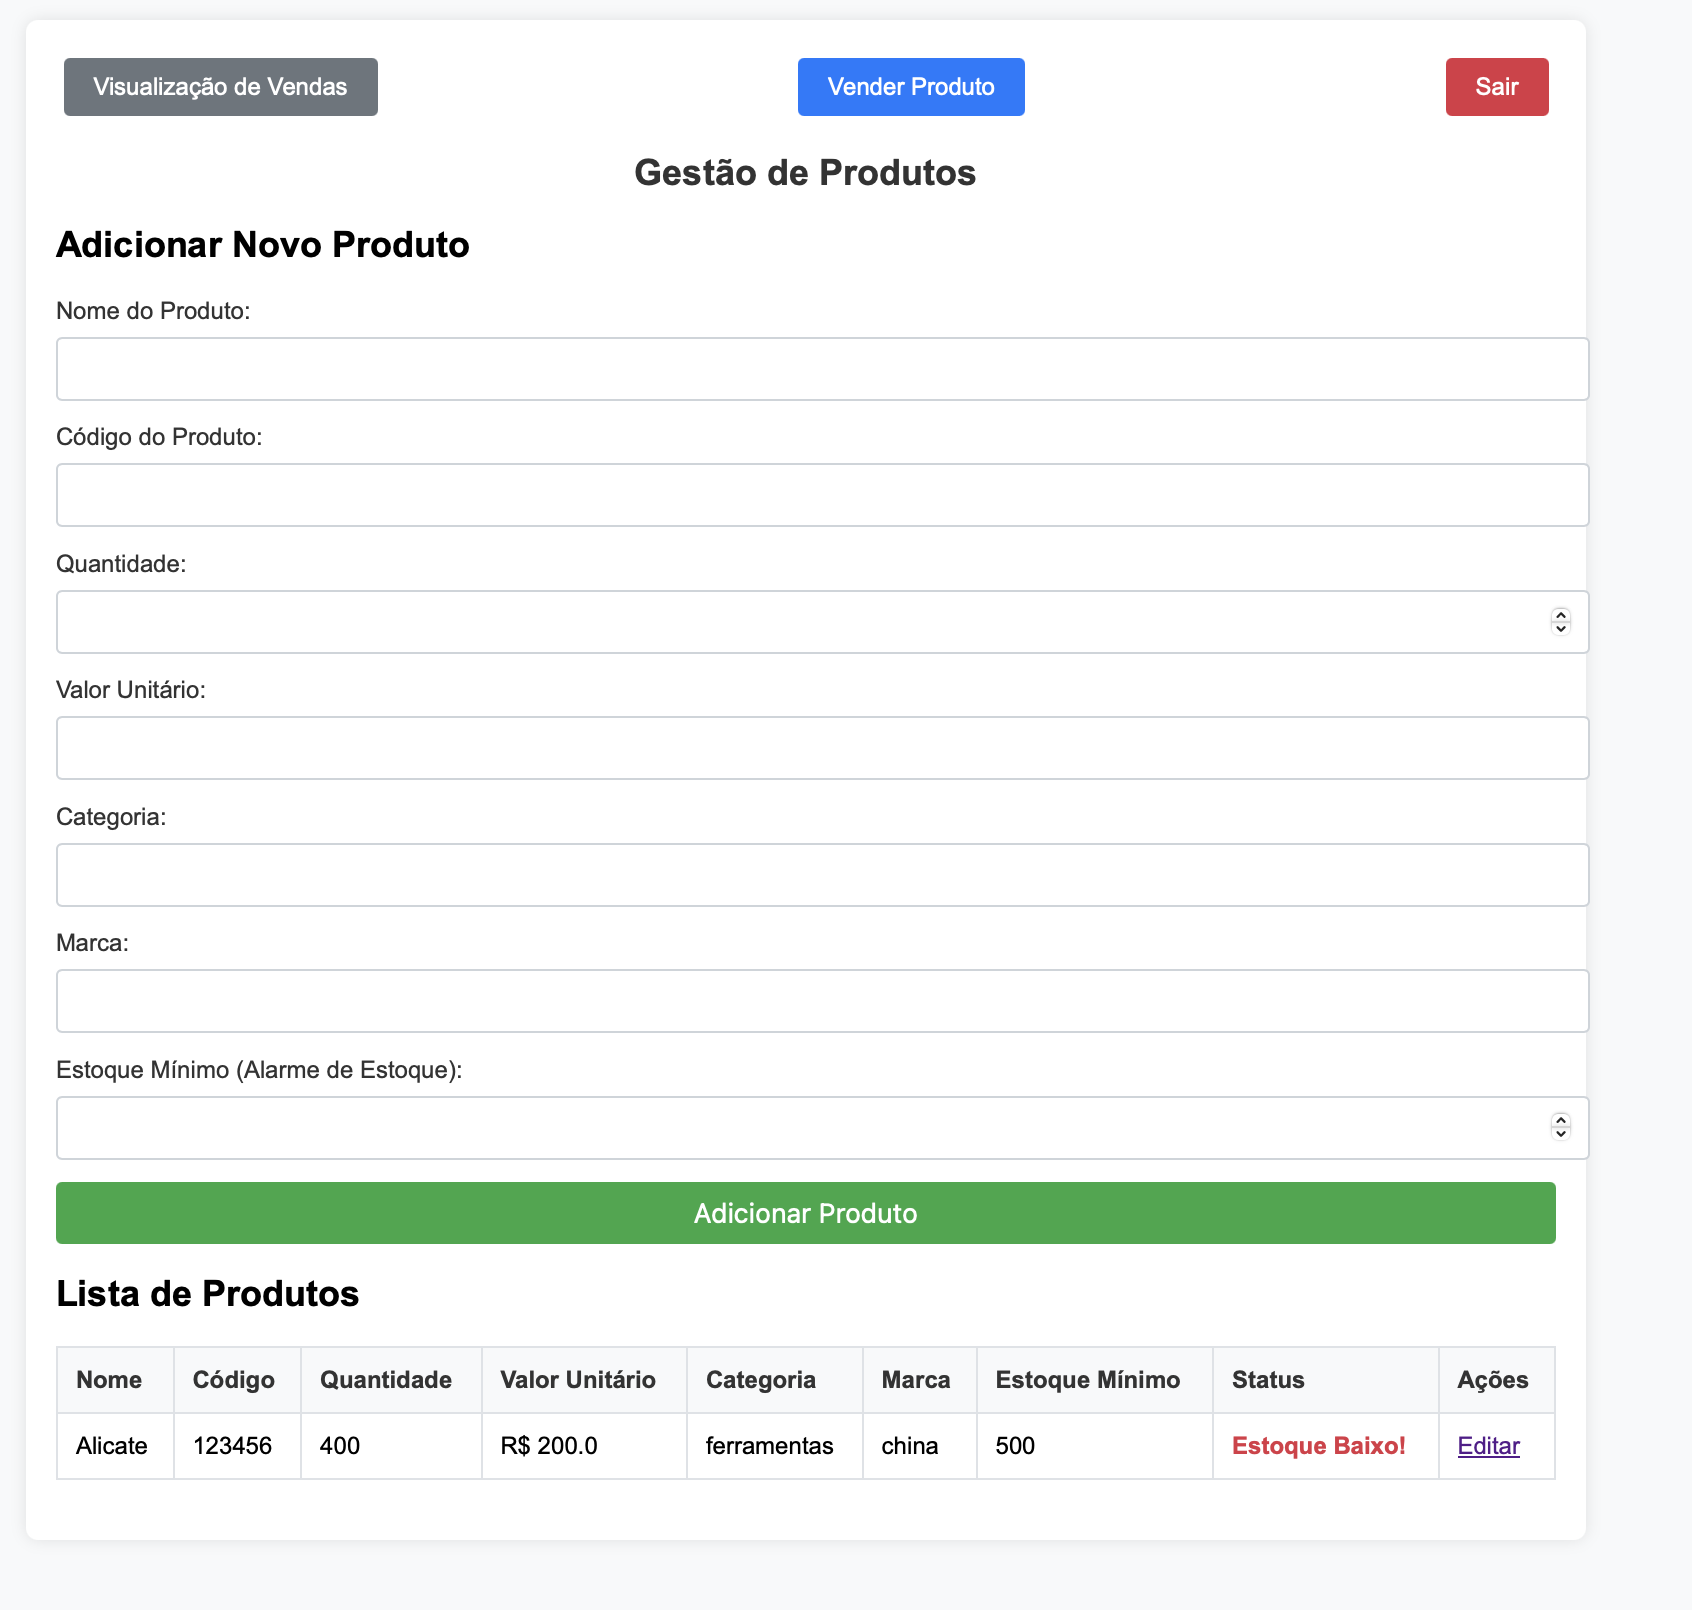 Visualização de Vendas Vender Produto Sair
Gestão de Produtos
Adicionar Novo Produto
Nome do Produto:
Código do Produto:
Quantidade:
Valor Unitário:
Categoria:
Marca:
Estoque Mínimo (Alarme de Estoque):
Adicionar Produto
Lista de Produtos
Nome Código Quantidade Valor Unitário Categoria Marca Estoque Mínimo Status Ações
Alicate 123456 400 R$ 200.0 ferramentas china 500 Estoque Baixo! Editar